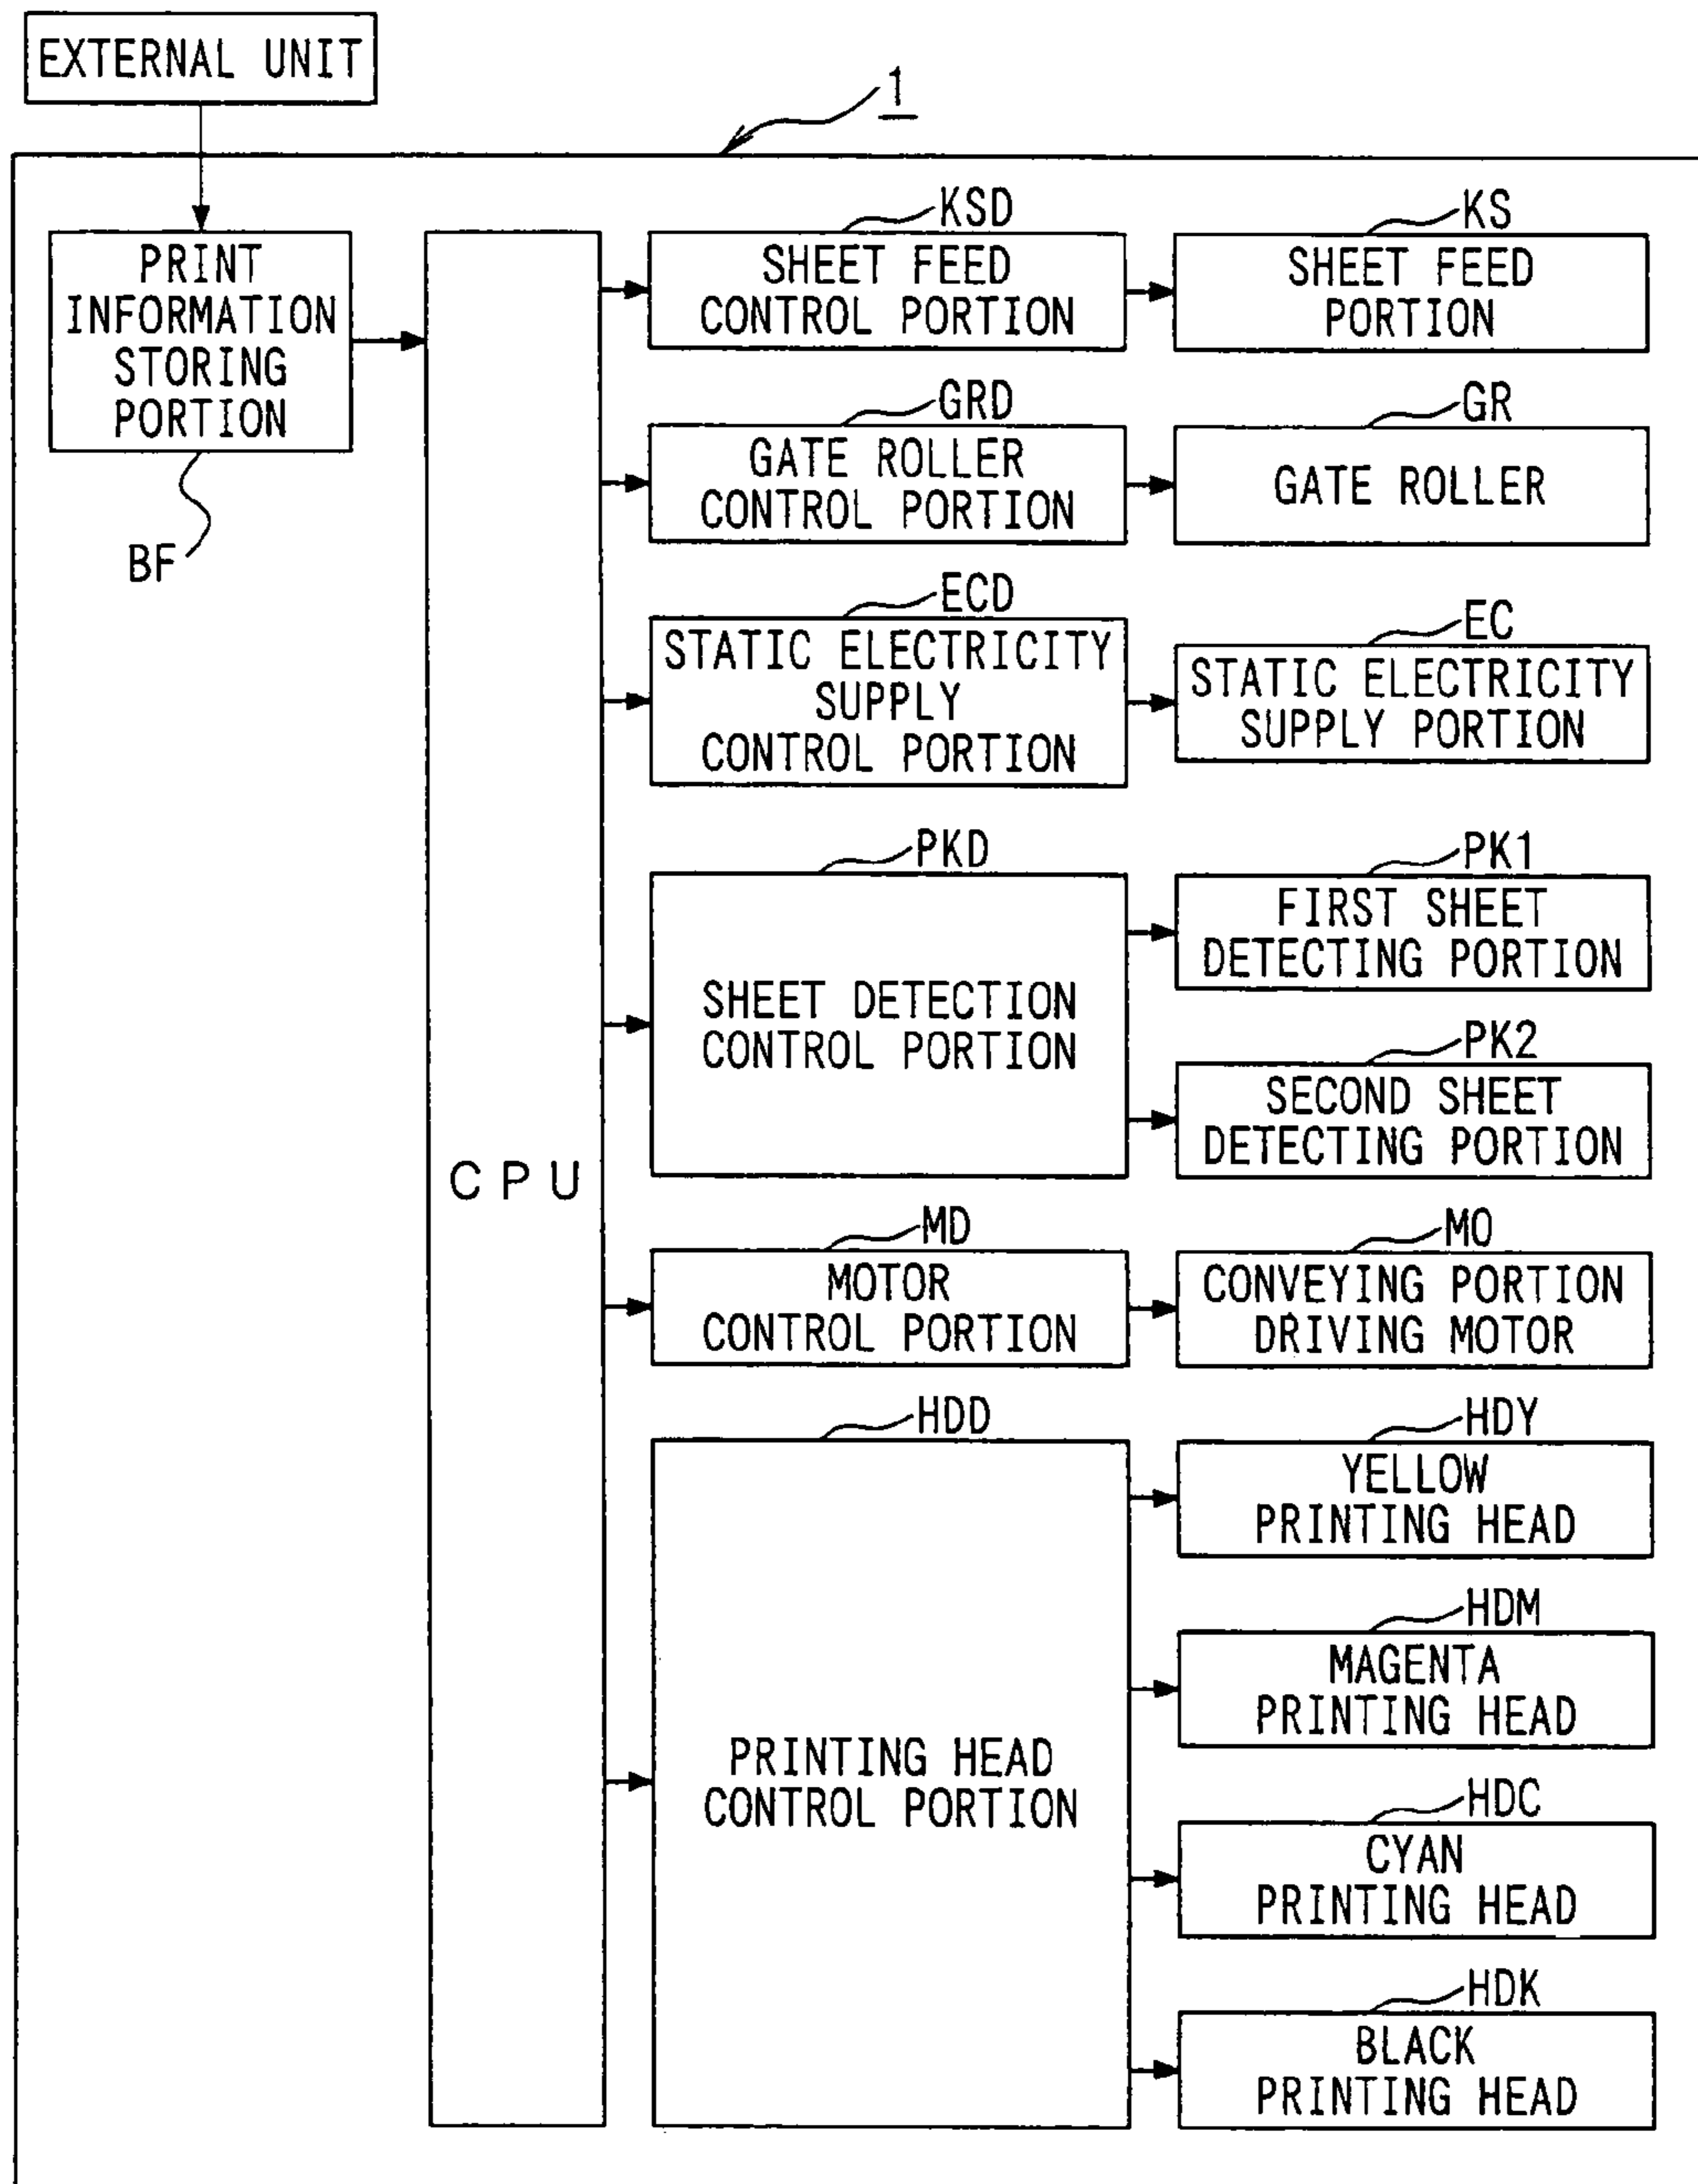 EXTERNAL UNIT
1
PRINT
INFORMATION
STORING
PORTION
BF
CPU
KSD
SHEET FEED
CONTROL PORTION
KS
SHEET FEED
PORTION
GRD
GATE ROLLER
CONTROL PORTION
GR
GATE ROLLER
ECD
STATIC ELECTRICITY
SUPPLY
CONTROL PORTION
EC
STATIC ELECTRICITY
SUPPLY PORTION
PKD
SHEET DETECTION
CONTROL PORTION
PK1
FIRST SHEET
DETECTING PORTION
PK2
SECOND SHEET
DETECTING PORTION
MD
MOTOR
CONTROL PORTION
MO
CONVEYING PORTION
DRIVING MOTOR
HDD
PRINTING HEAD
CONTROL PORTION
HDY
YELLOW
PRINTING HEAD
HDM
MAGENTA
PRINTING HEAD
HDC
CYAN
PRINTING HEAD
HDK
BLACK
PRINTING HEAD